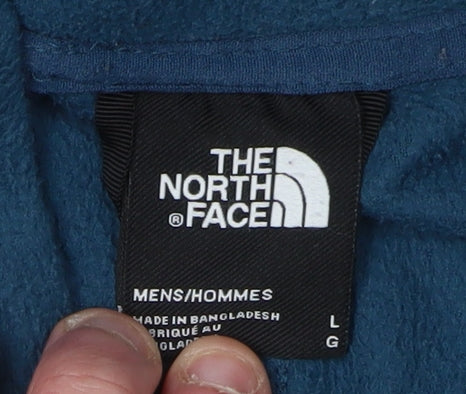 THE
NORTH
® FACE
MENS/HOMMES
MADE IN BANGLADESH L
AU G